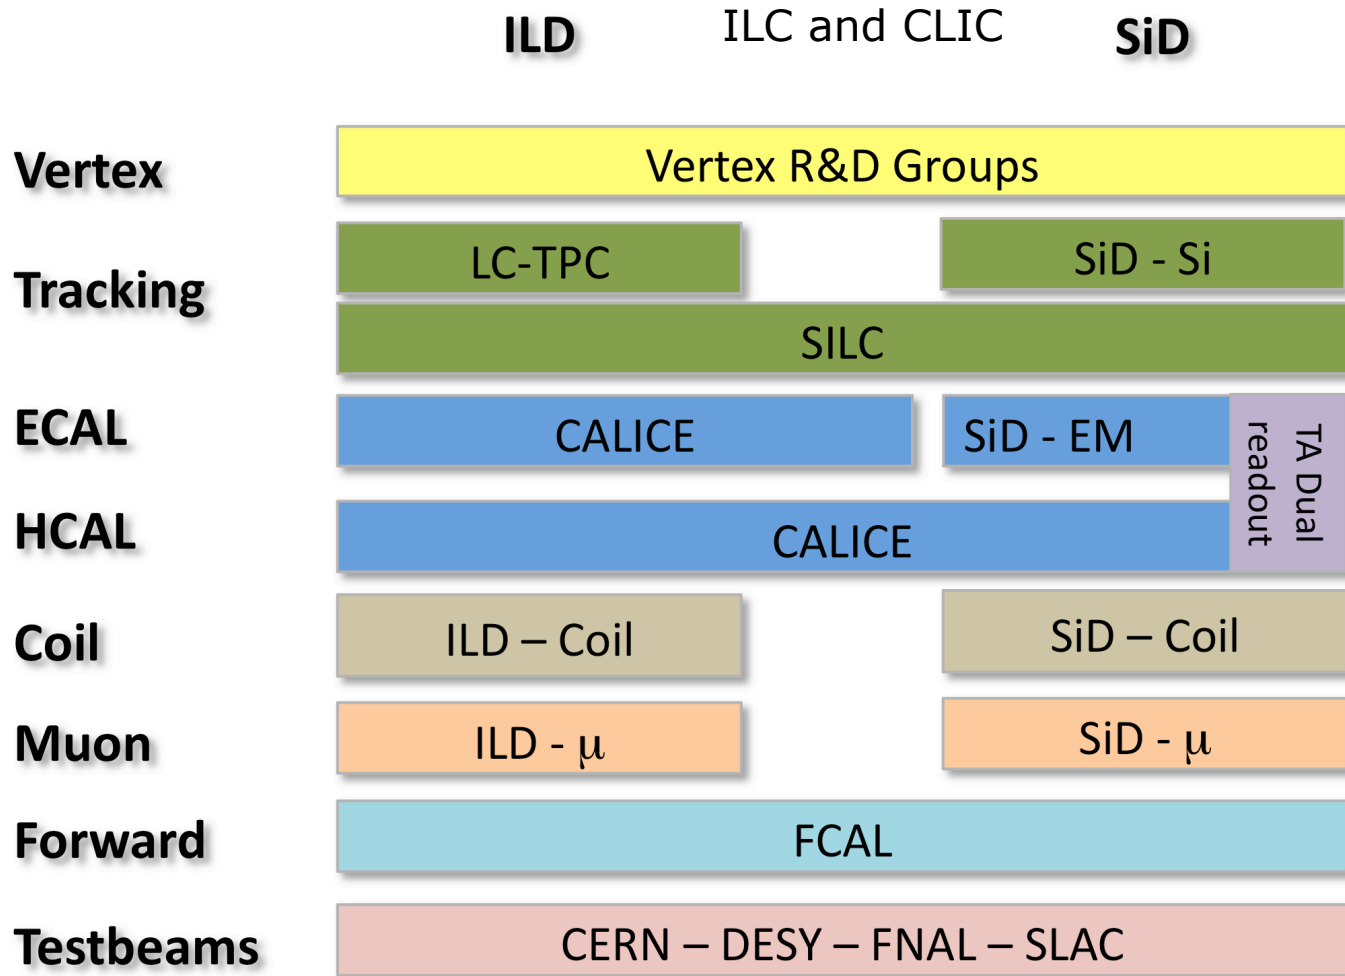 ILD
ILC and CLIC
SiD
Vertex
Vertex R&D Groups
Tracking
LC-TPC
SiD - Si
SILC
ECAL
CALICE
SiD - EM
TA Dual
readout
HCAL
CALICE
Coil
ILD – Coil
SiD – Coil
Muon
ILD - μ
SiD - μ
Forward
FCAL
Testbeams
CERN – DESY – FNAL – SLAC